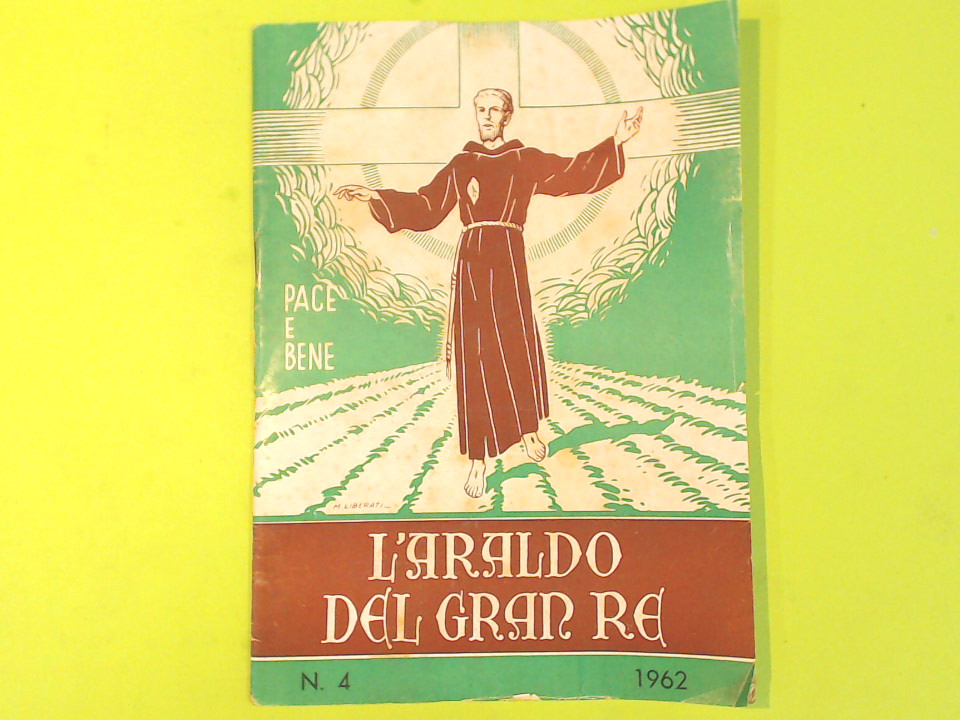 PACE
E
BENE
M. LIBERATI
L'ARALDO
DEL GRAN RE
N. 4 1962